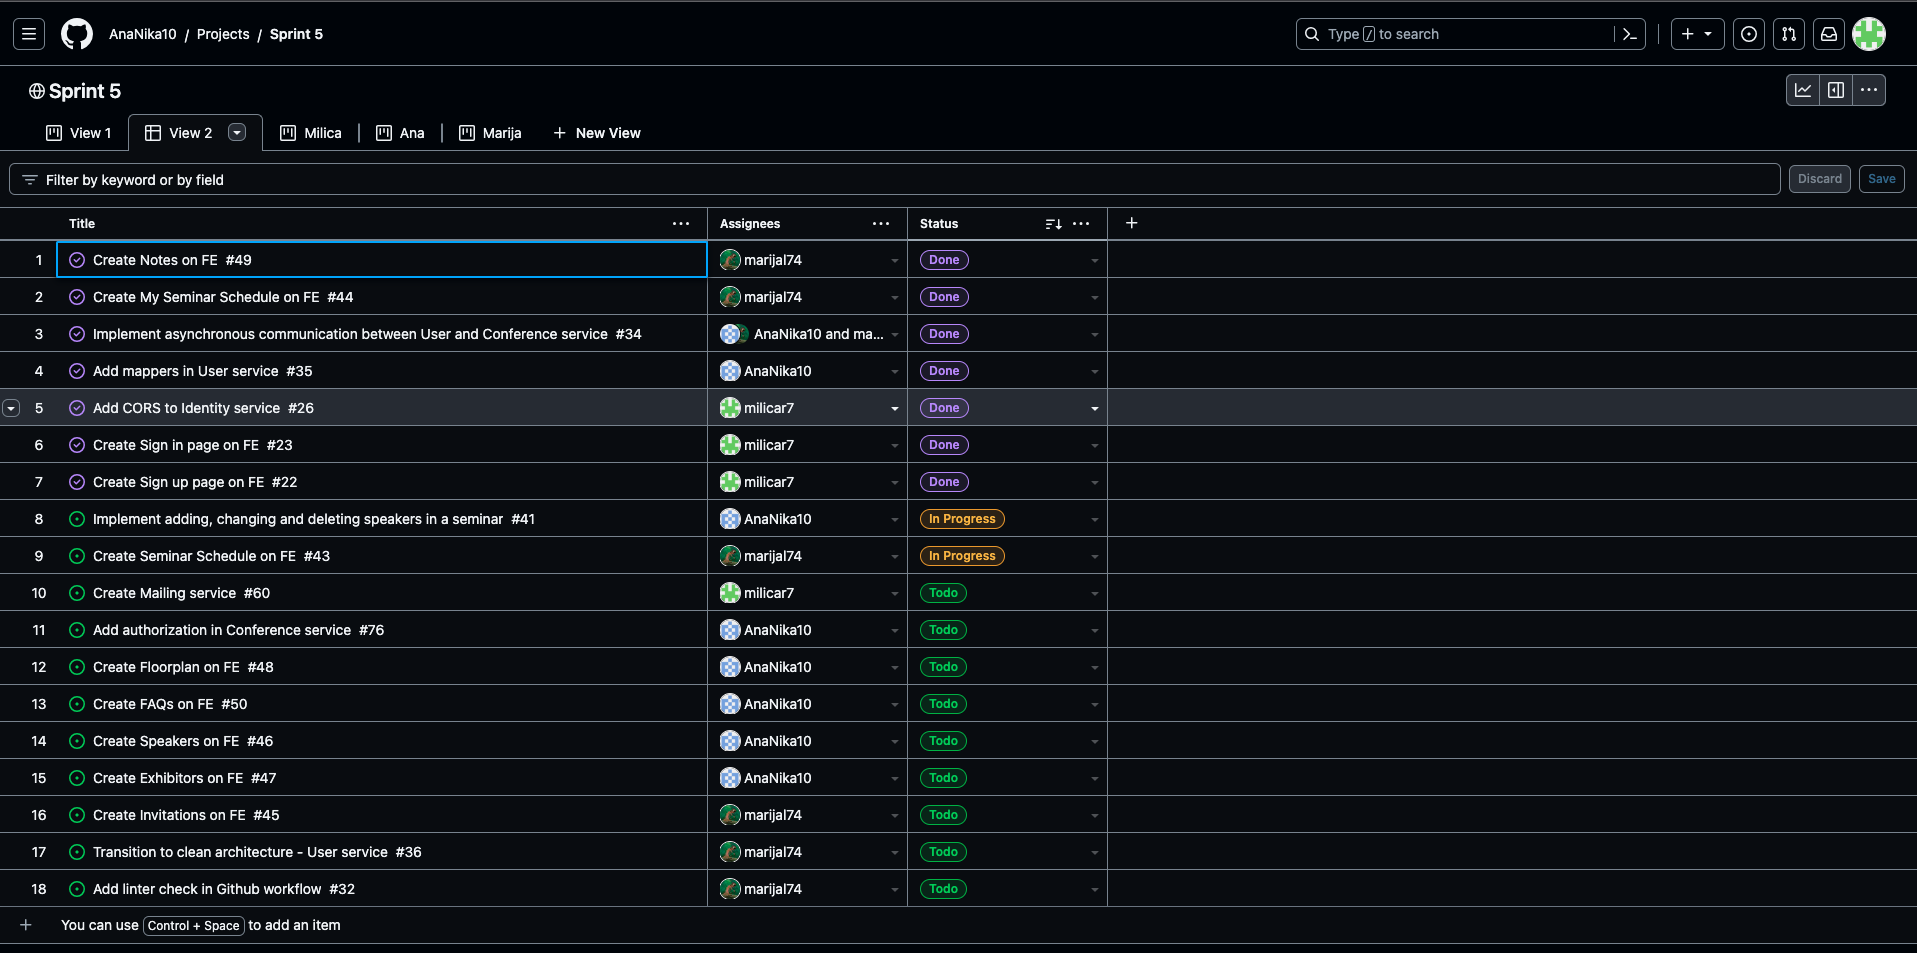 AnaNika10 / Projects / Sprint 5
Type / to search
Sprint 5
View 1 View 2 Milica Ana Marija New View
Filter by keyword or by field
Discard Save
Title Assignees Status
1 Create Notes on FE #49 marijal74 Done
2 Create My Seminar Schedule on FE #44 marijal74 Done
3 Implement asynchronous communication between User and Conference service #34 AnaNika10 and ma... Done
4 Add mappers in User service #35 AnaNika10 Done
5 Add CORS to Identity service #26 milicar7 Done
6 Create Sign in page on FE #23 milicar7 Done
7 Create Sign up page on FE #22 milicar7 Done
8 Implement adding, changing and deleting speakers in a seminar #41 AnaNika10 In Progress
9 Create Seminar Schedule on FE #43 marijal74 In Progress
10 Create Mailing service #60 milicar7 Todo
11 Add authorization in Conference service #76 AnaNika10 Todo
12 Create Floorplan on FE #48 AnaNika10 Todo
13 Create FAQs on FE #50 AnaNika10 Todo
14 Create Speakers on FE #46 AnaNika10 Todo
15 Create Exhibitors on FE #47 AnaNika10 Todo
16 Create Invitations on FE #45 marijal74 Todo
17 Transition to clean architecture - User service #36 marijal74 Todo
18 Add linter check in Github workflow #32 marijal74 Todo
You can use Control + Space to add an item